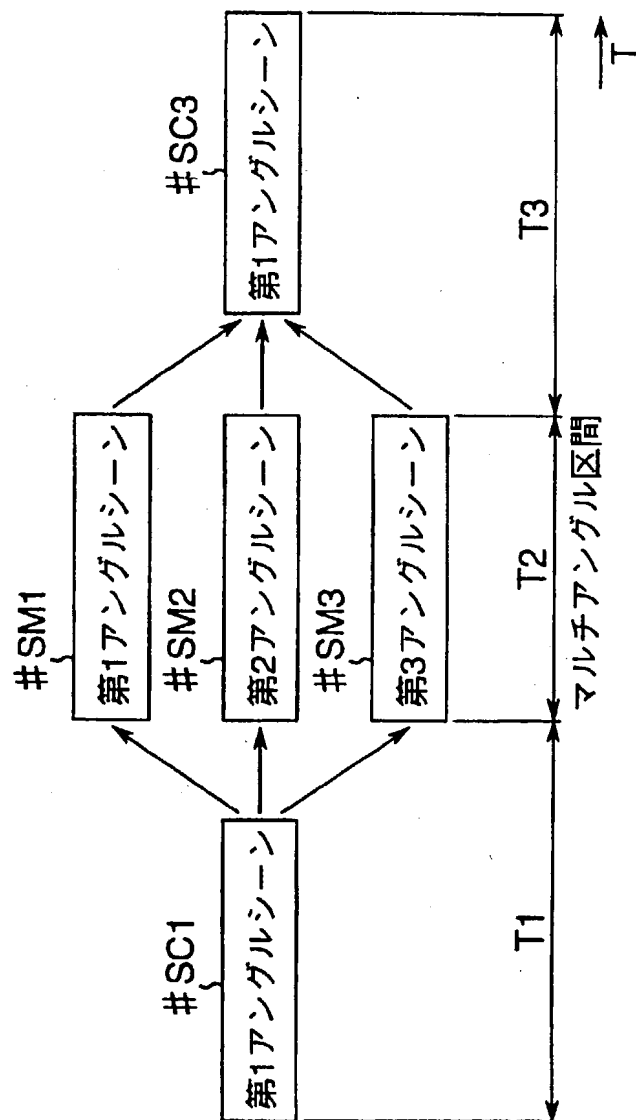 #SC1
第1アングルシーン
#SM1
第1アングルシーン
#SM2
第2アングルシーン
#SM3
第3アングルシーン
#SC3
第1アングルシーン
T1
T2
T3
マルチアングル区間
T